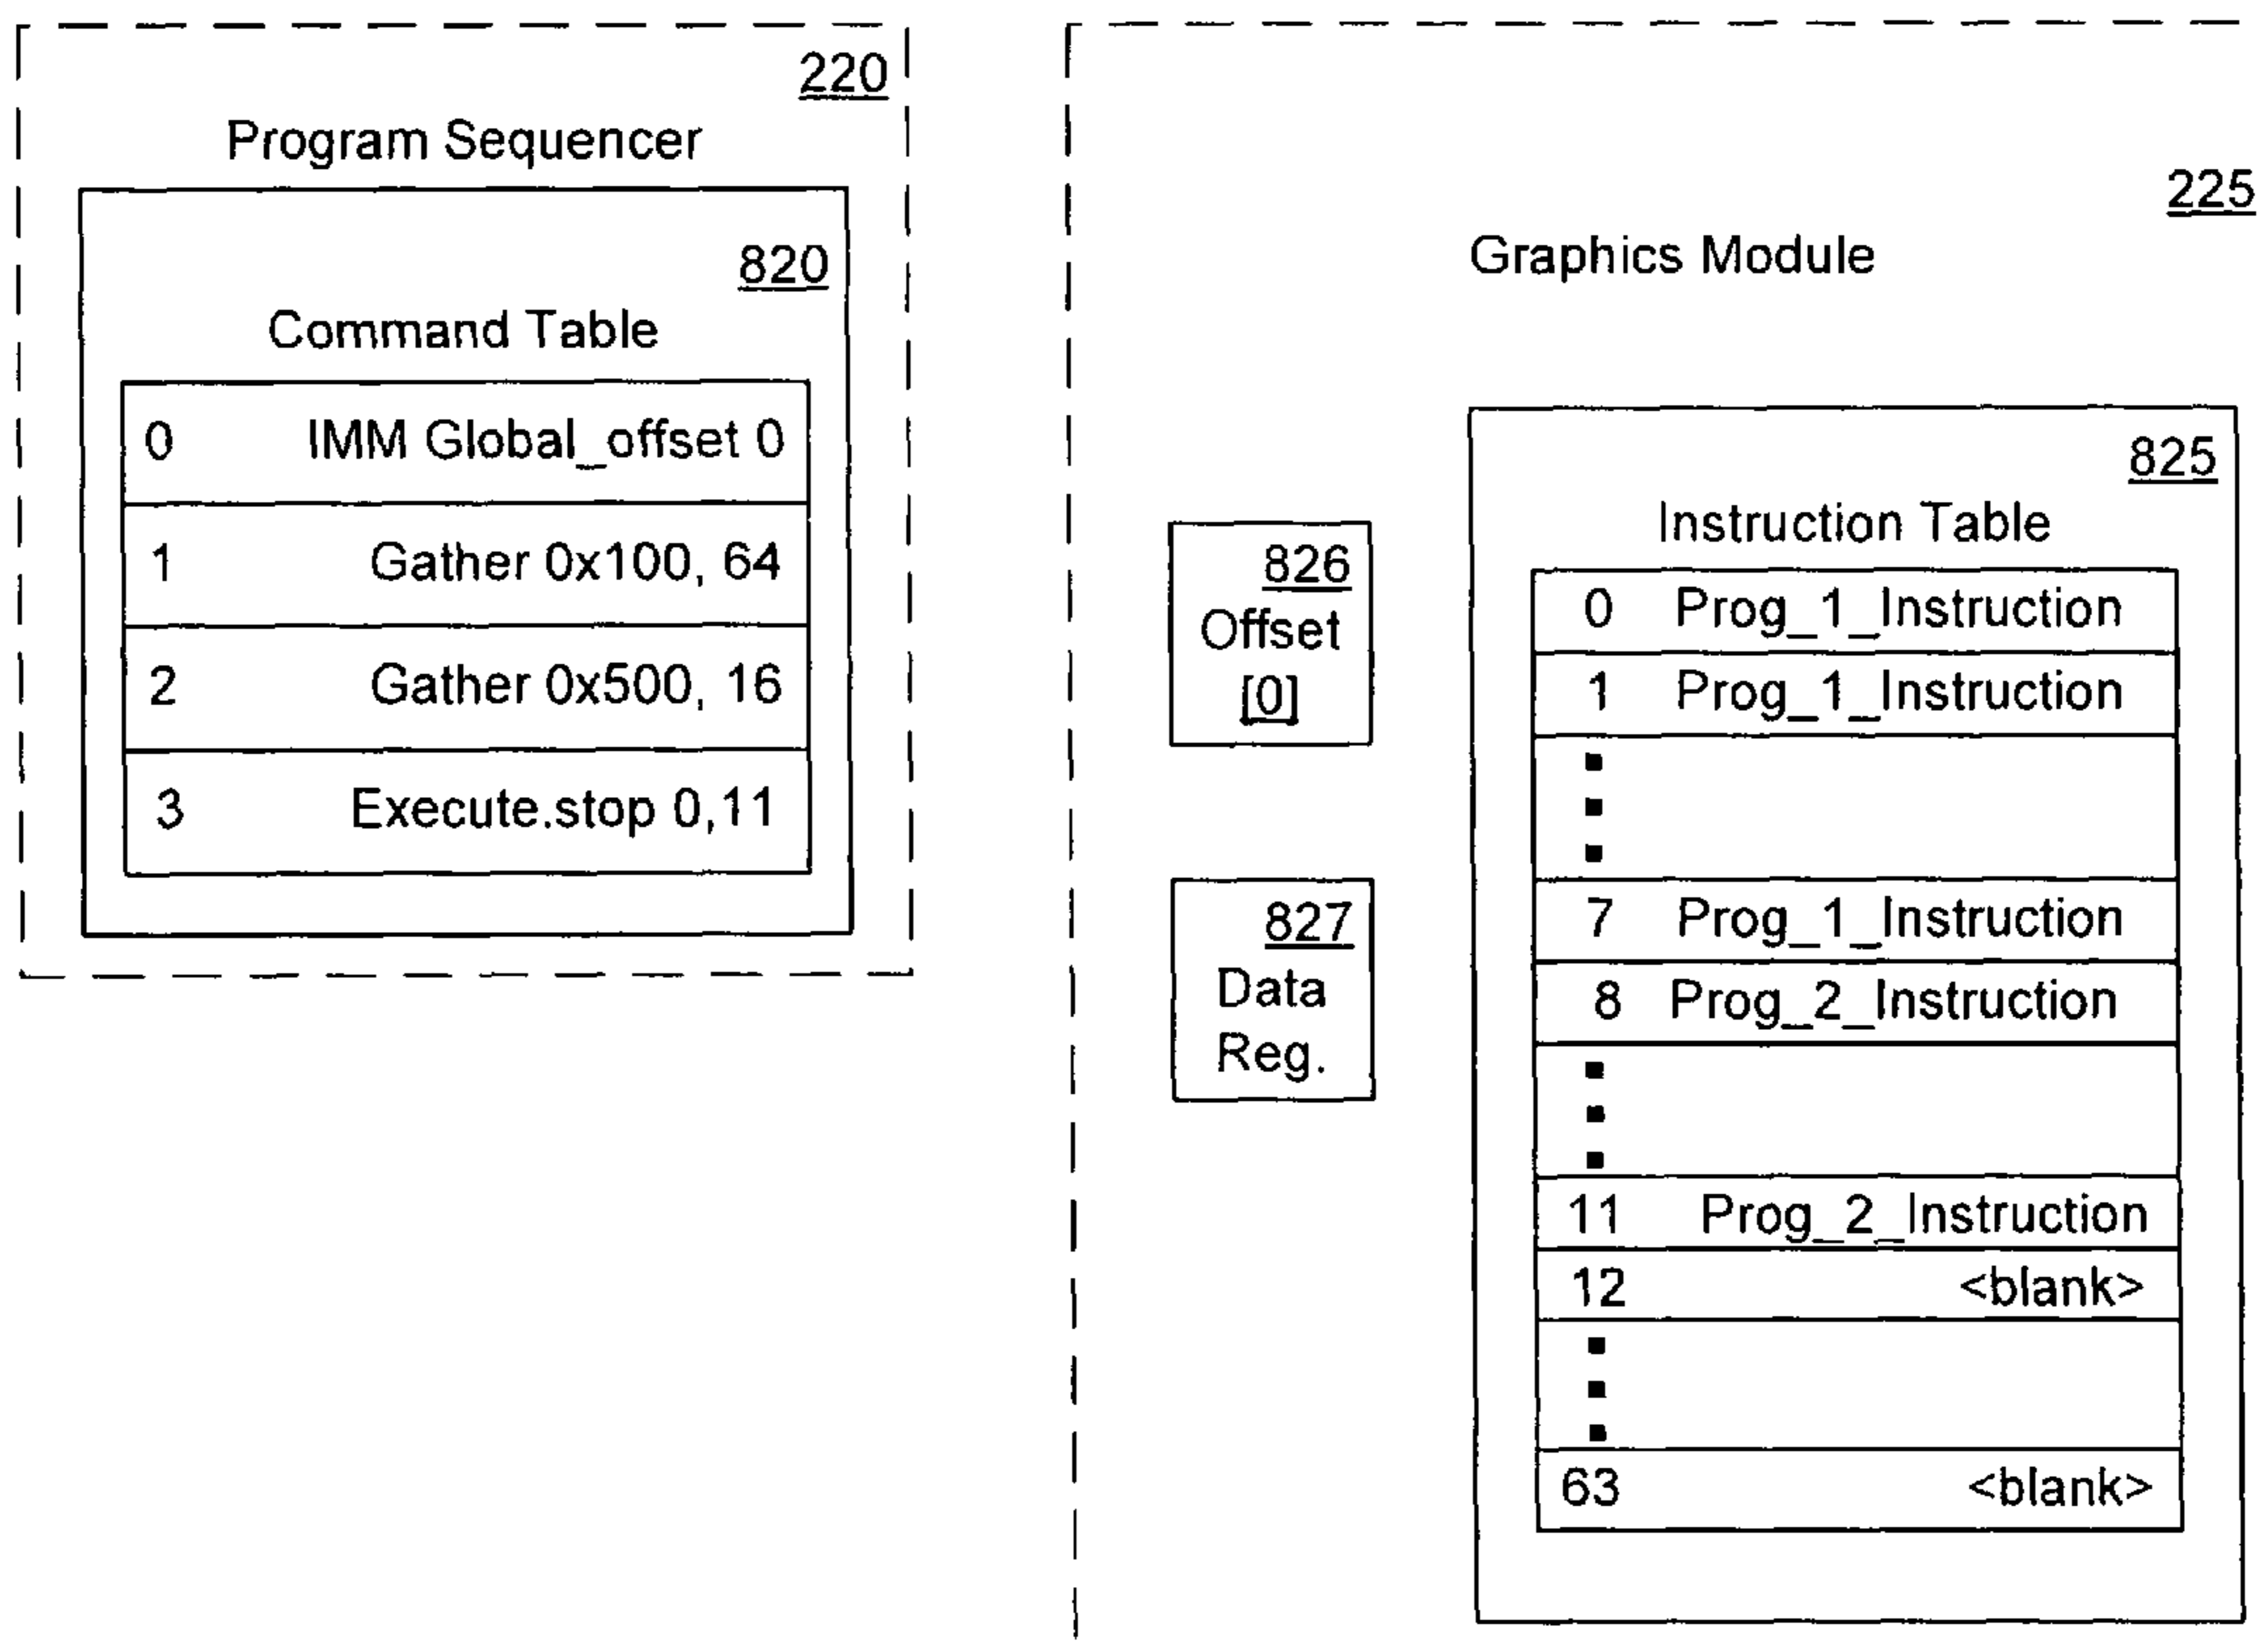 220
Program Sequencer
820
Command Table
0 IMM Global_offset 0
1 Gather 0x100, 64
2 Gather 0x500, 16
3 Execute.stop 0,11
225
Graphics Module
826
Offset
[0]
827
Data
Reg.
825
Instruction Table
0 Prog_1_Instruction
1 Prog_1_Instruction
7 Prog_1_Instruction
8 Prog_2_Instruction
11 Prog_2_Instruction
12 <blank>
63 <blank>